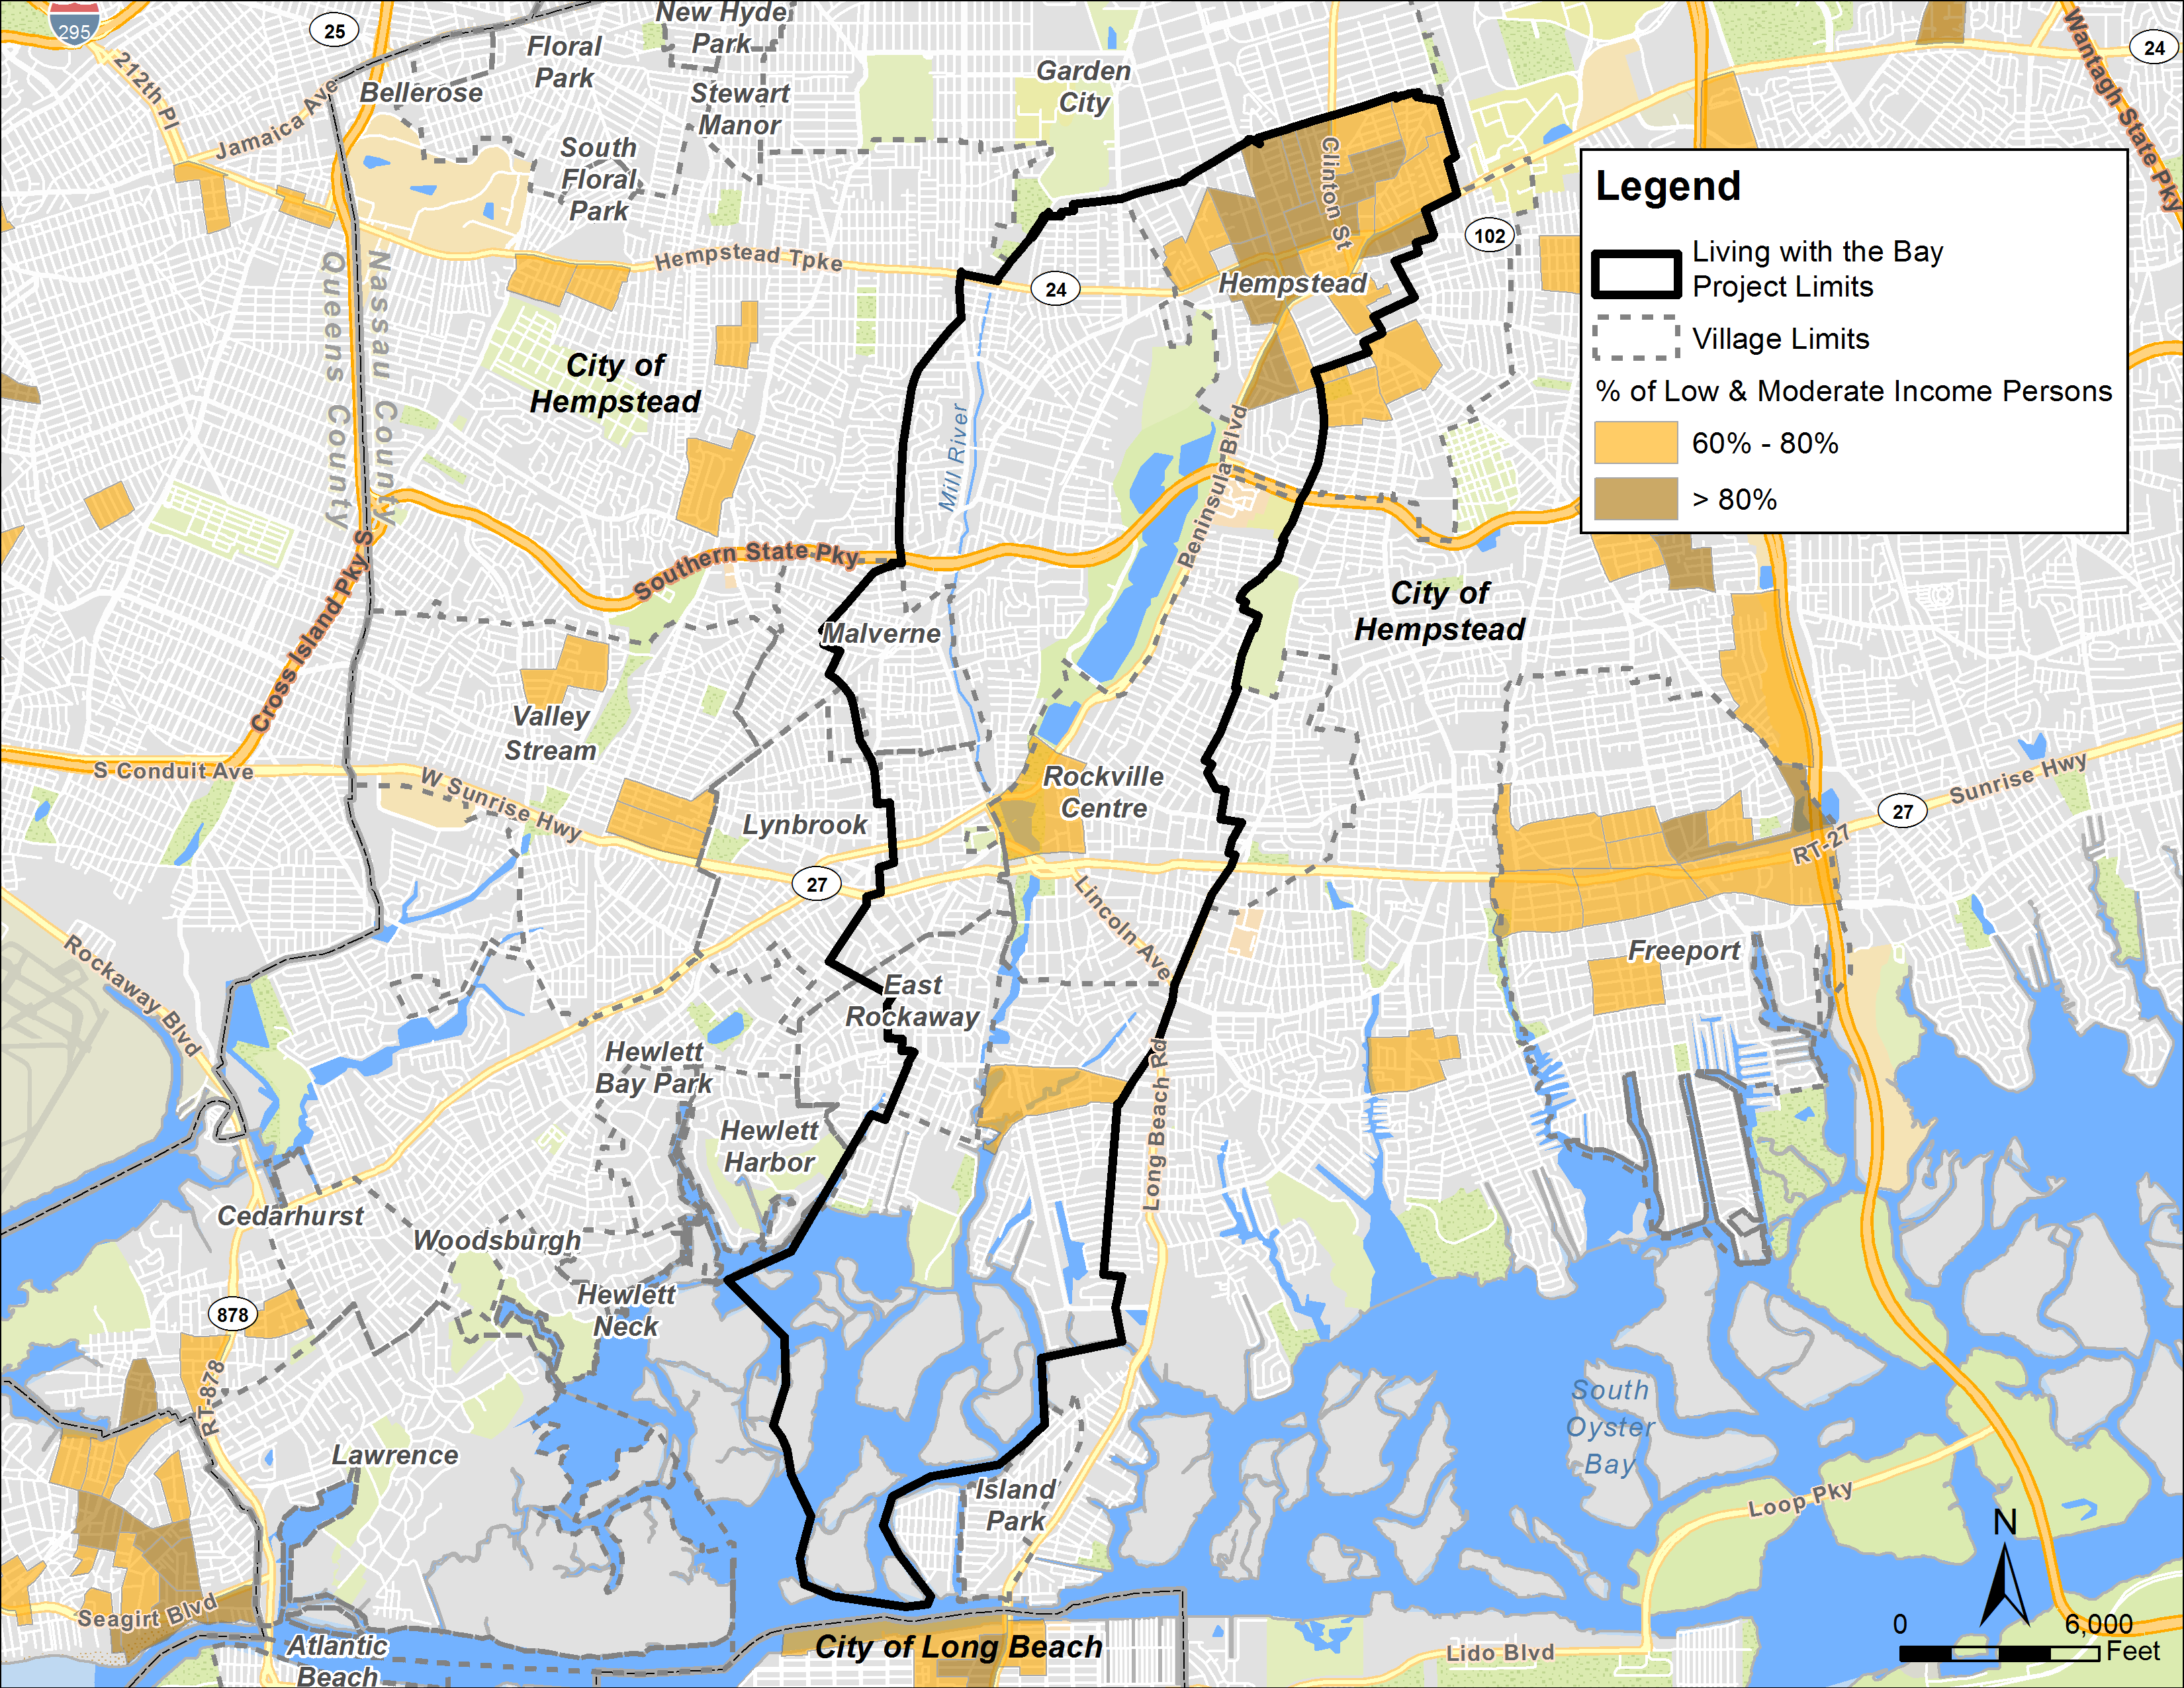 295
25
New Hyde
Park
Floral
Park
Bellerose
Stewart
Manor
Garden
City
212th Pl
Jamaica Ave
South
Floral
Park
Wantagh State Pky
24
Clinton St
102
Hempstead Tpke
24
Hempstead
Nassau County
Queens County
City of
Hempstead
Mill River
Peninsula Blvd
Southern State Pky
Cross Island Pky S
Malverne
City of
Hempstead
Valley
Stream
S Conduit Ave
W Sunrise Hwy
Lynbrook
Rockville
Centre
27
Sunrise Hwy
27
RT-27
Lincoln Ave
Freeport
Rockaway Blvd
East
Rockaway
Hewlett
Bay Park
Long Beach Rd
Hewlett
Harbor
Cedarhurst
Woodsburgh
Hewlett
Neck
878
RT-878
Lawrence
South
Oyster
Bay
Island
Park
Loop Pky
Seagirt Blvd
Atlantic
Beach
City of Long Beach
Lido Blvd
Legend
Living with the Bay
Project Limits
Village Limits
% of Low & Moderate Income Persons
60% - 80%
> 80%
N
0 6,000
Feet